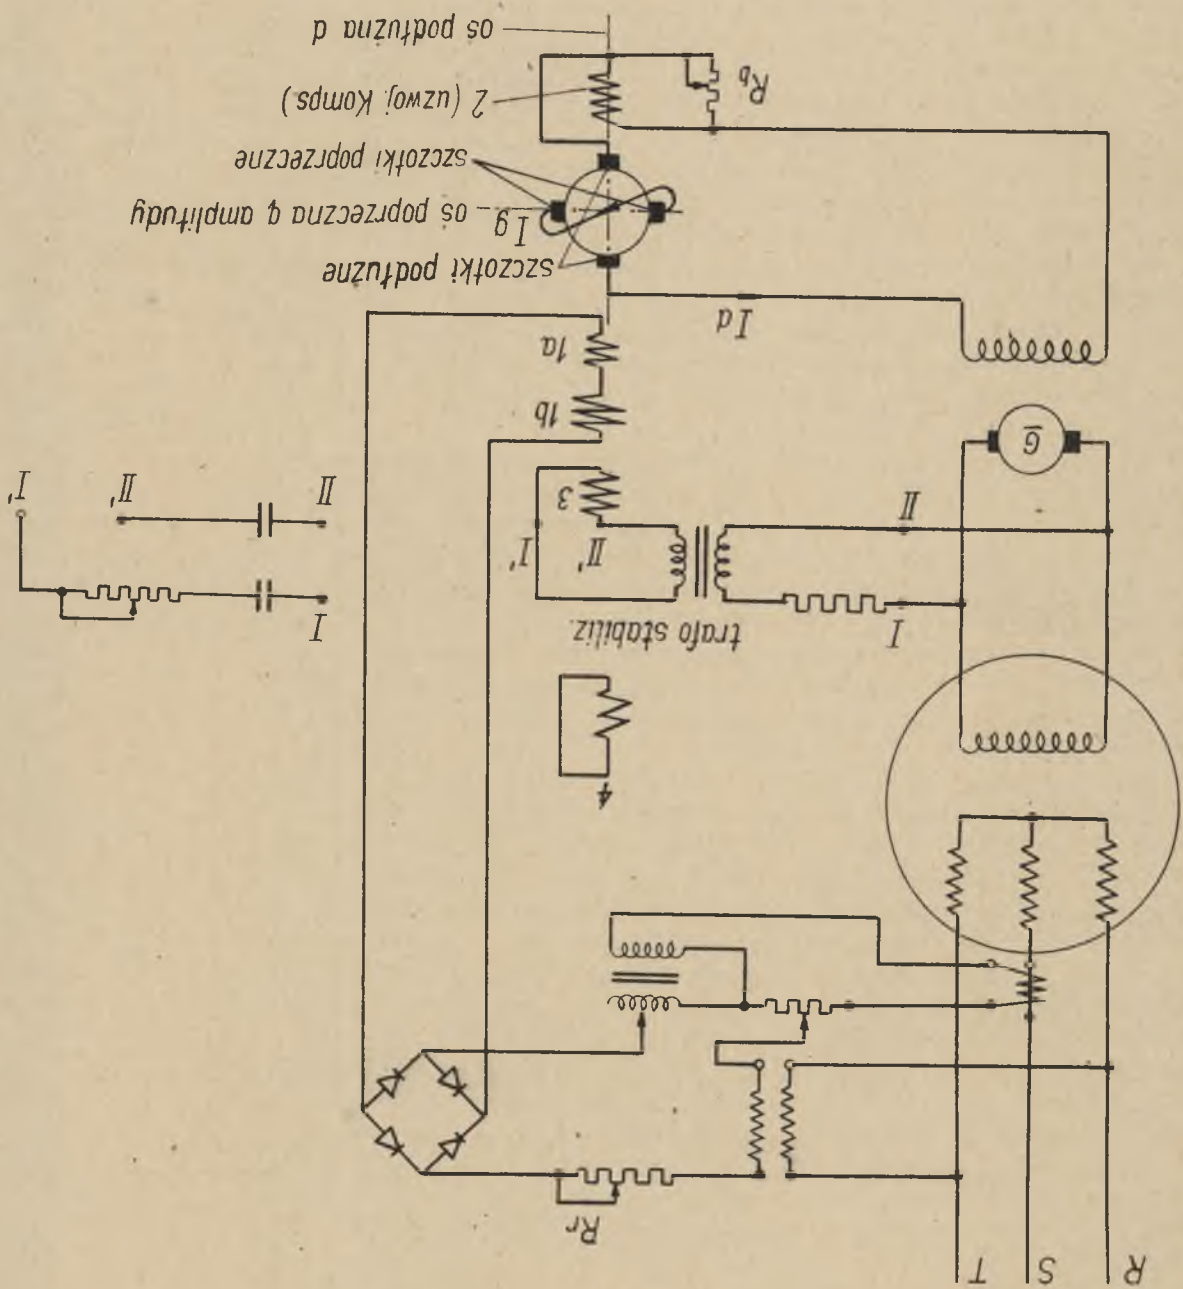 R S T
Rr
4
trafo stabiliz.
I
II
I'
II'
3
I
II
II'
I'
G
1b
1a
Id
szczotki podłużne
Ig
oś poprzeczna q amplitudy
szczotki poprzeczne
2 (uzwoj. Komps.)
Rb
oś podłużna d